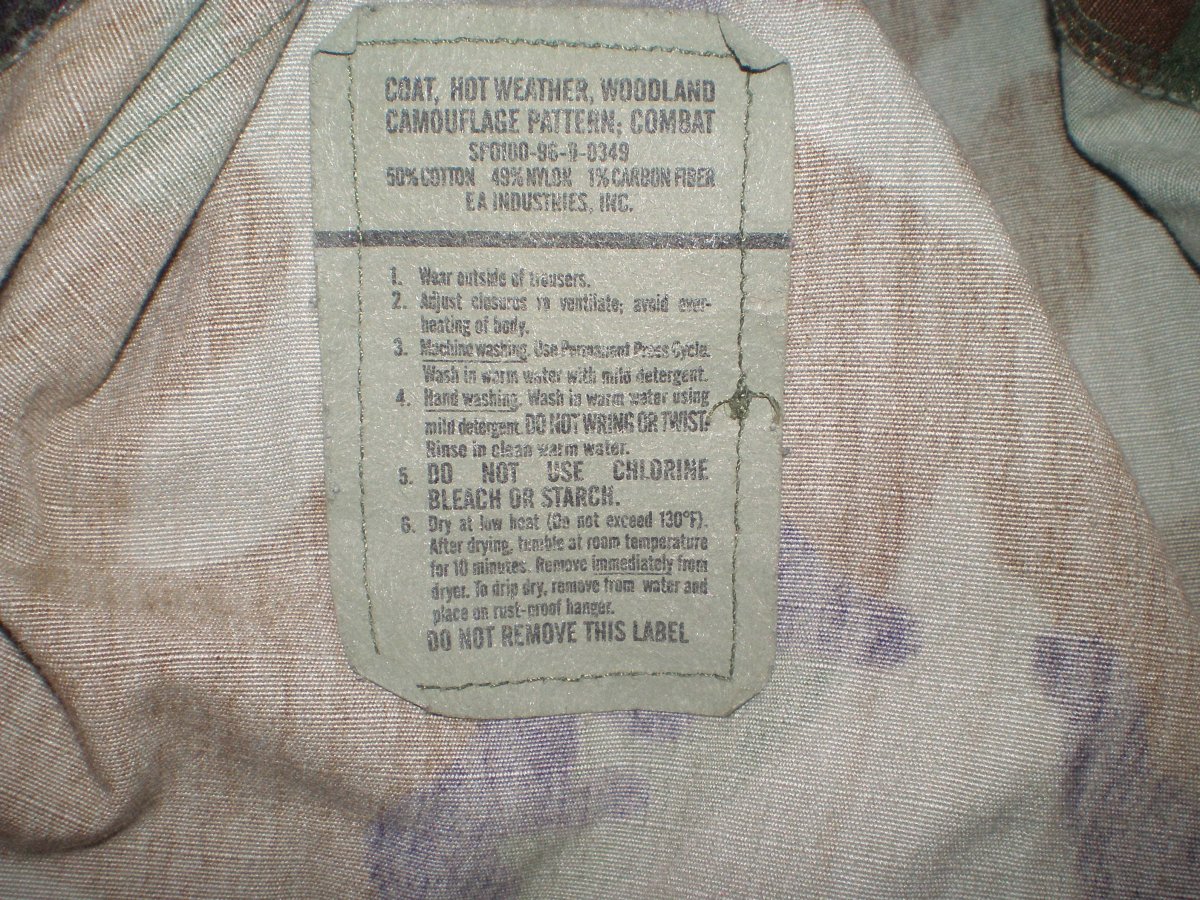 COAT, HOT WEATHER, WOODLAND
CAMOUFLAGE PATTERN; COMBAT
SPO100-96-9-0349
50% COTTON 49% NYLON 1% CARBON FIBER
EA INDUSTRIES, INC.
1. Wear outside of trousers.
2. Adjust closures to ventilate; avoid over-
heating of body.
3. Machine washing. Use Permanent Press Cycle.
Wash in warm water with mild detergent.
4. Hand washing. Wash in warm water using
mild detergent. DO NOT WRING OR TWIST.
Rinse in clean warm water.
5. DO NOT USE CHLORINE
BLEACH OR STARCH.
6. Dry at low heat (Do not exceed 130°F).
After drying, tumble at room temperature
for 10 minutes. Remove immediately from
dryer. To drip dry, remove from water and
place on rust-proof hanger.
DO NOT REMOVE THIS LABEL